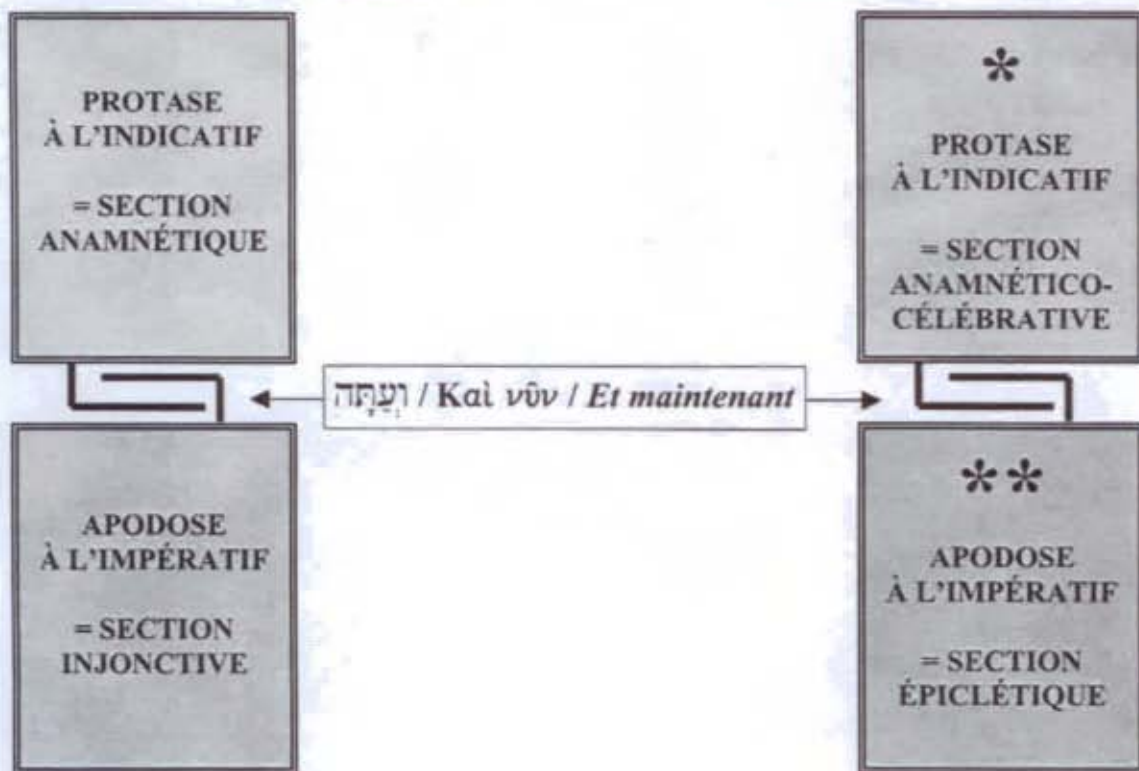 PROTASE
À L'INDICATIF
= SECTION
ANAMNÉTIQUE
*
PROTASE
À L'INDICATIF
= SECTION
ANAMNÉTICO-
CÉLÉBRATIVE
וְעַתָּה / Καὶ νῦν / Et maintenant
APODOSE
À L'IMPÉRATIF
= SECTION
INJONCTIVE
**
APODOSE
À L'IMPÉRATIF
= SECTION
ÉPICLÉTIQUE